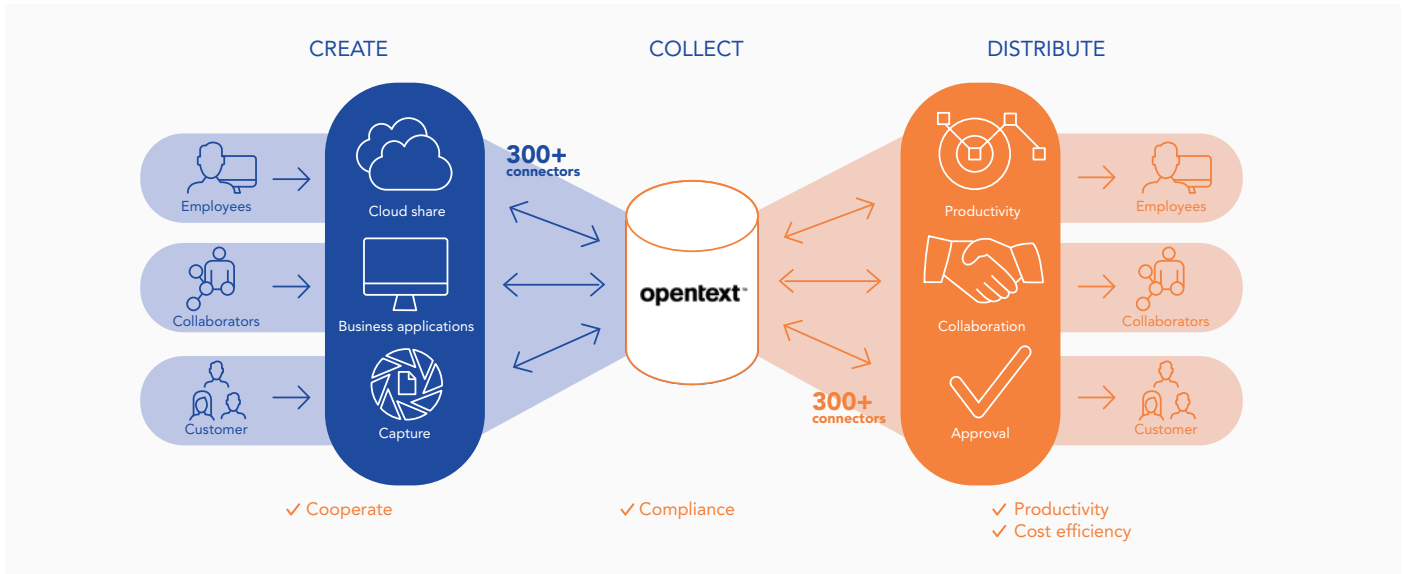 CREATE
COLLECT
DISTRIBUTE
300+
connectors
Employees
Cloud share
Productivity
Employees
opentext™
Collaborators
Business applications
Collaboration
Collaborators
300+
connectors
Customer
Capture
Approval
Customer
✓ Cooperate
✓ Compliance
✓ Productivity
✓ Cost efficiency